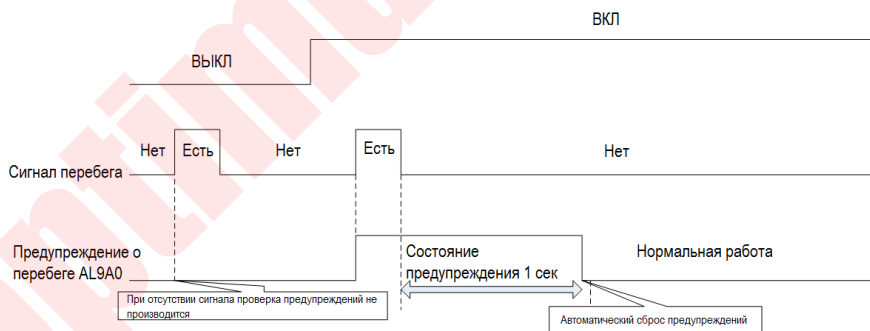 ВКЛ
ВЫКЛ
Нет
Есть
Нет
Есть
Нет
Сигнал перебега
Предупреждение о
перебеге AL9A0
Состояние
предупреждения 1 сек
Нормальная работа
При отсутствии сигнала проверка предупреждений не
производится
Автоматический сброс предупреждений